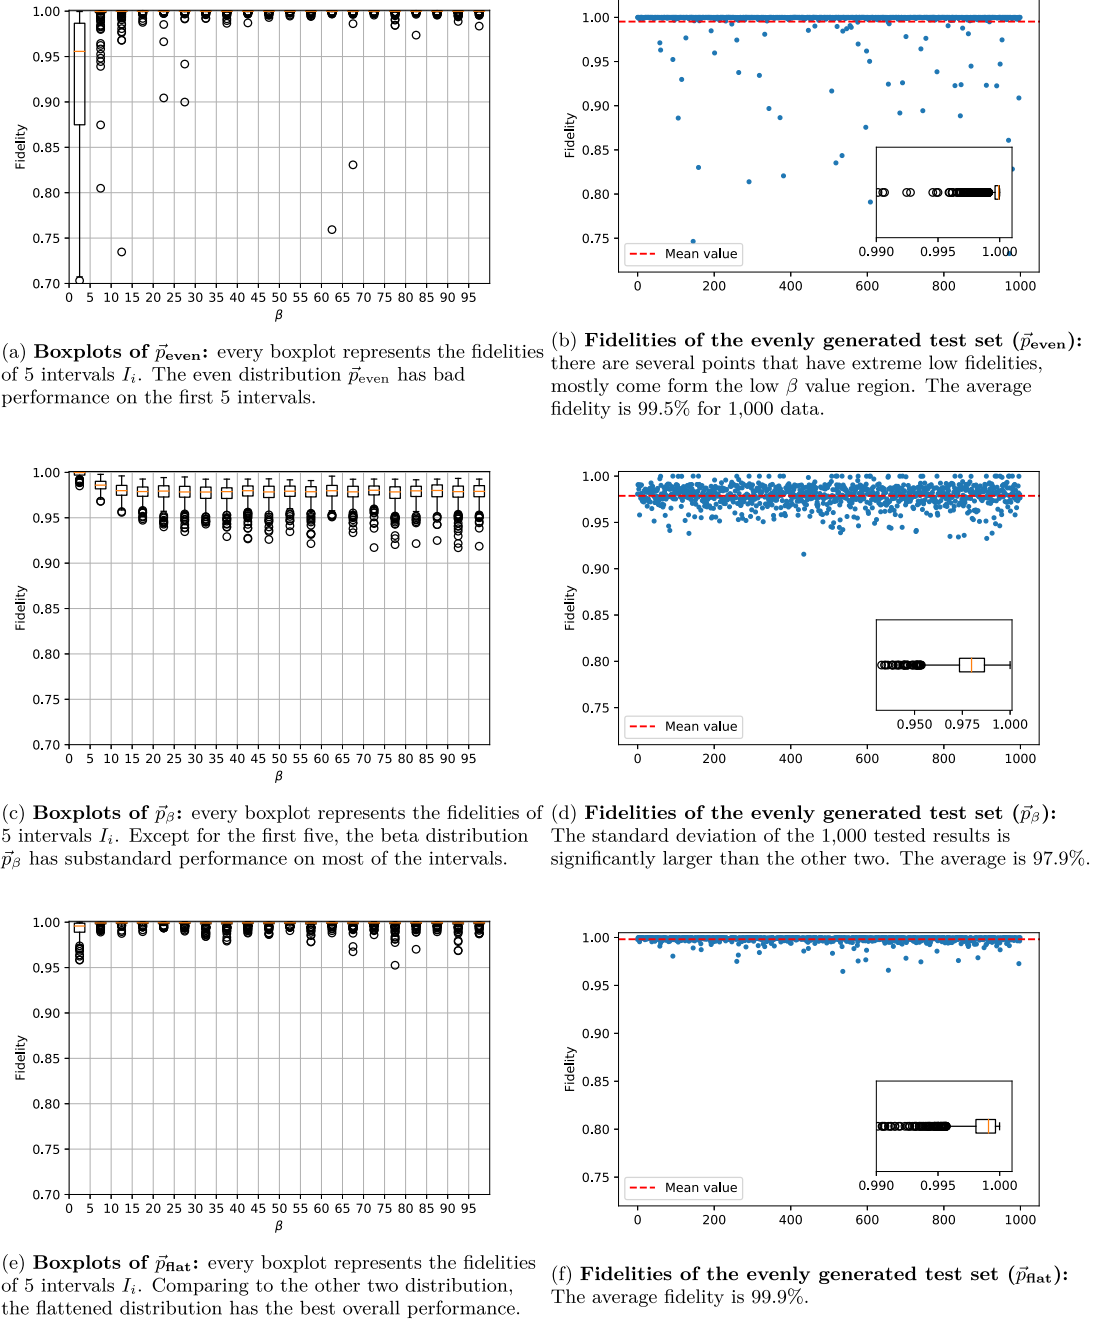 1.00
0.95
0.90
0.85
0.80
0.75
0.70
Fidelity
0 5 10 15 20 25 30 35 40 45 50 55 60 65 70 75 80 85 90 95
β
(a) Boxplots of p⃗even: every boxplot represents the fidelities
of 5 intervals Ii. The even distribution p⃗even has bad
performance on the first 5 intervals.
1.00
0.95
0.90
0.85
0.80
0.75
Fidelity
Mean value
0.990 0.995 1.000
0 200 400 600 800 1000
(b) Fidelities of the evenly generated test set (p⃗even):
there are several points that have extreme low fidelities,
mostly come form the low β value region. The average
fidelity is 99.5% for 1,000 data.
1.00
0.95
0.90
0.85
0.80
0.75
0.70
Fidelity
0 5 10 15 20 25 30 35 40 45 50 55 60 65 70 75 80 85 90 95
β
(c) Boxplots of p⃗β: every boxplot represents the fidelities of
5 intervals Ii. Except for the first five, the beta distribution
p⃗β has substandard performance on most of the intervals.
1.00
0.95
0.90
0.85
0.80
0.75
Fidelity
Mean value
0.950 0.975 1.000
0 200 400 600 800 1000
(d) Fidelities of the evenly generated test set (p⃗β):
The standard deviation of the 1,000 tested results is
significantly larger than the other two. The average is 97.9%.
1.00
0.95
0.90
0.85
0.80
0.75
0.70
Fidelity
0 5 10 15 20 25 30 35 40 45 50 55 60 65 70 75 80 85 90 95
β
(e) Boxplots of p⃗flat: every boxplot represents the fidelities
of 5 intervals Ii. Comparing to the other two distribution,
the flattened distribution has the best overall performance.
1.00
0.95
0.90
0.85
0.80
0.75
Fidelity
Mean value
0.990 0.995 1.000
0 200 400 600 800 1000
(f) Fidelities of the evenly generated test set (p⃗flat):
The average fidelity is 99.9%.